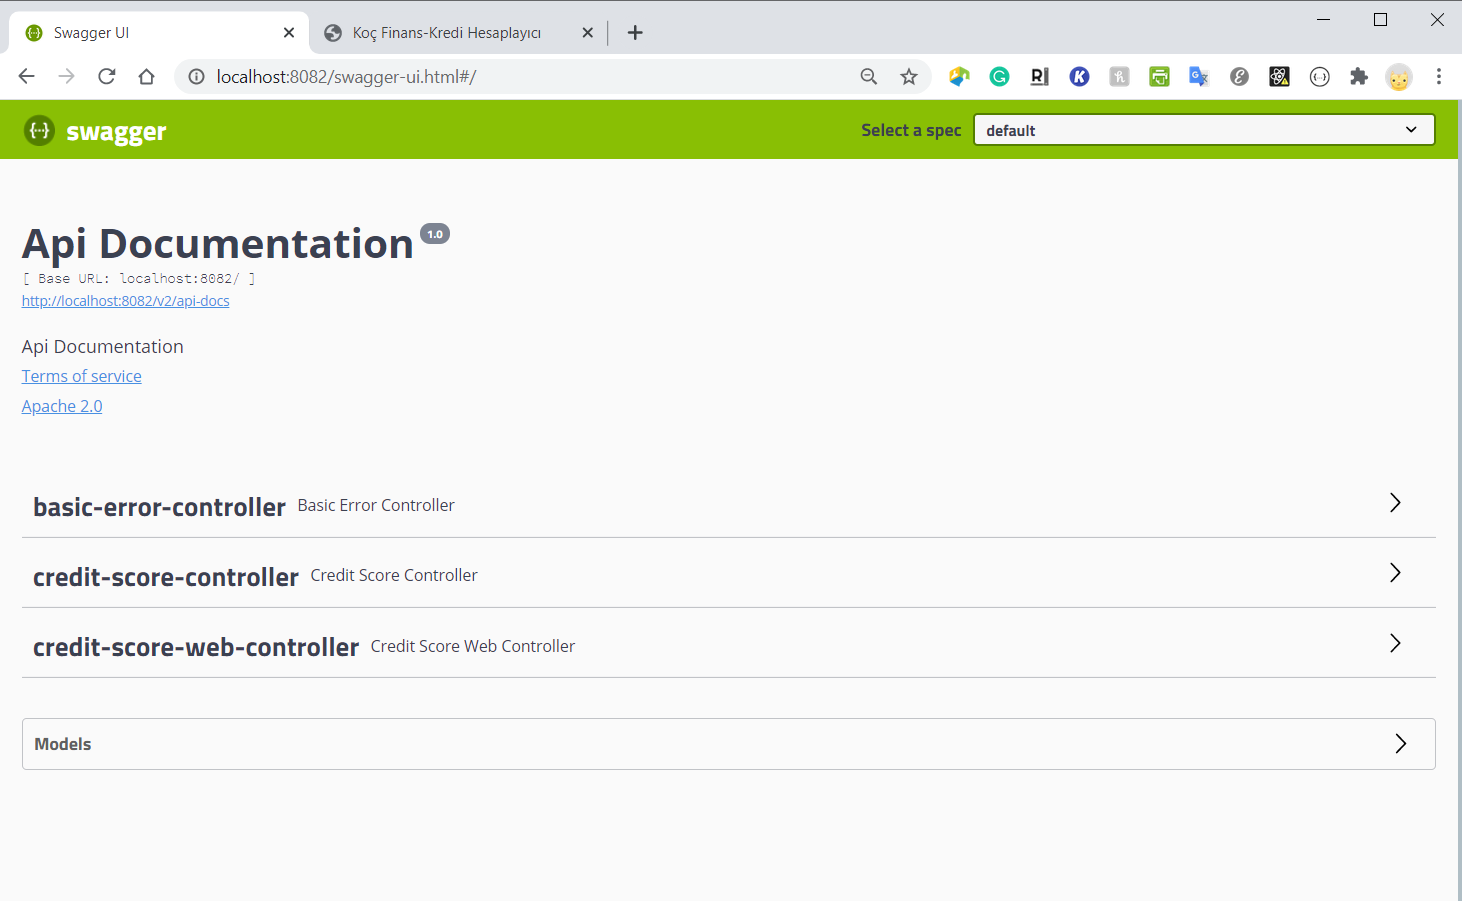 Swagger UI
Koç Finans-Kredi Hesaplayıcı
localhost:8082/swagger-ui.html#/
swagger
Select a spec
default
Api Documentation 1.0
[ Base URL: localhost:8082/ ]
http://localhost:8082/v2/api-docs
Api Documentation
Terms of service
Apache 2.0
basic-error-controller Basic Error Controller
credit-score-controller Credit Score Controller
credit-score-web-controller Credit Score Web Controller
Models